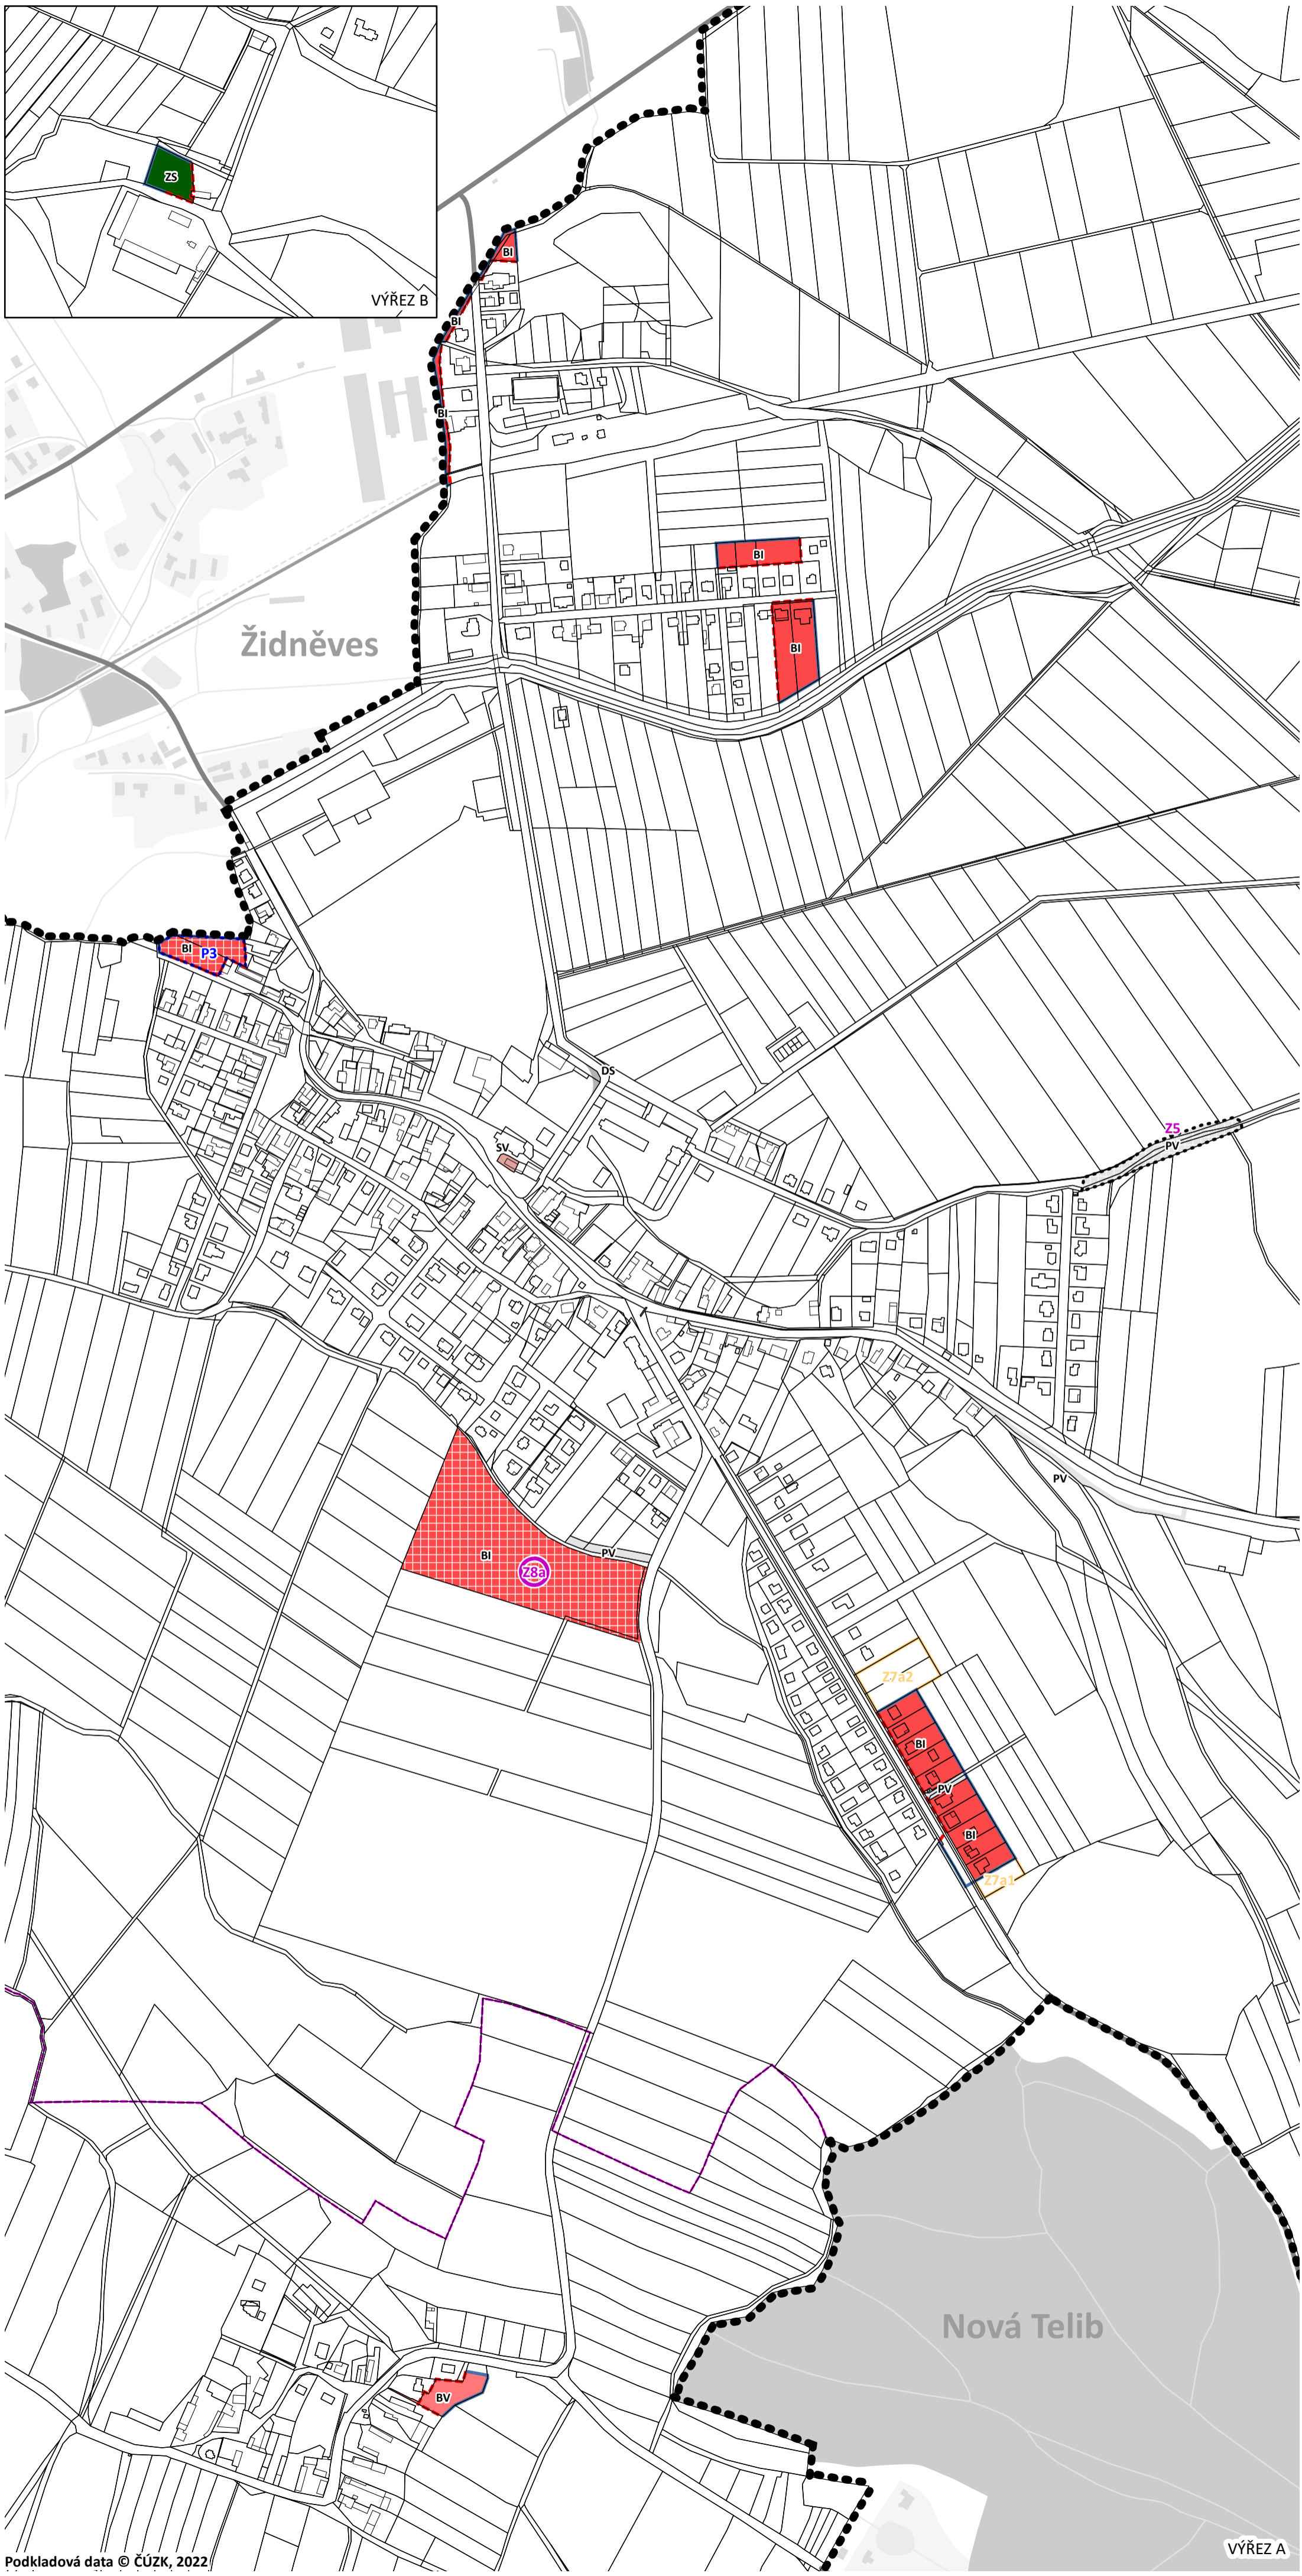 ZS
VÝŘEZ B
BI
BI
BI
BI
Židněves
BI
BI
P3
DS
Z5
PV
SV
PV
BI
PV
Z8a
Z7a2
BI
PV
BI
Z7a1
Nová Telib
BV
VÝŘEZ A
Podkladová data © ČÚZK, 2022